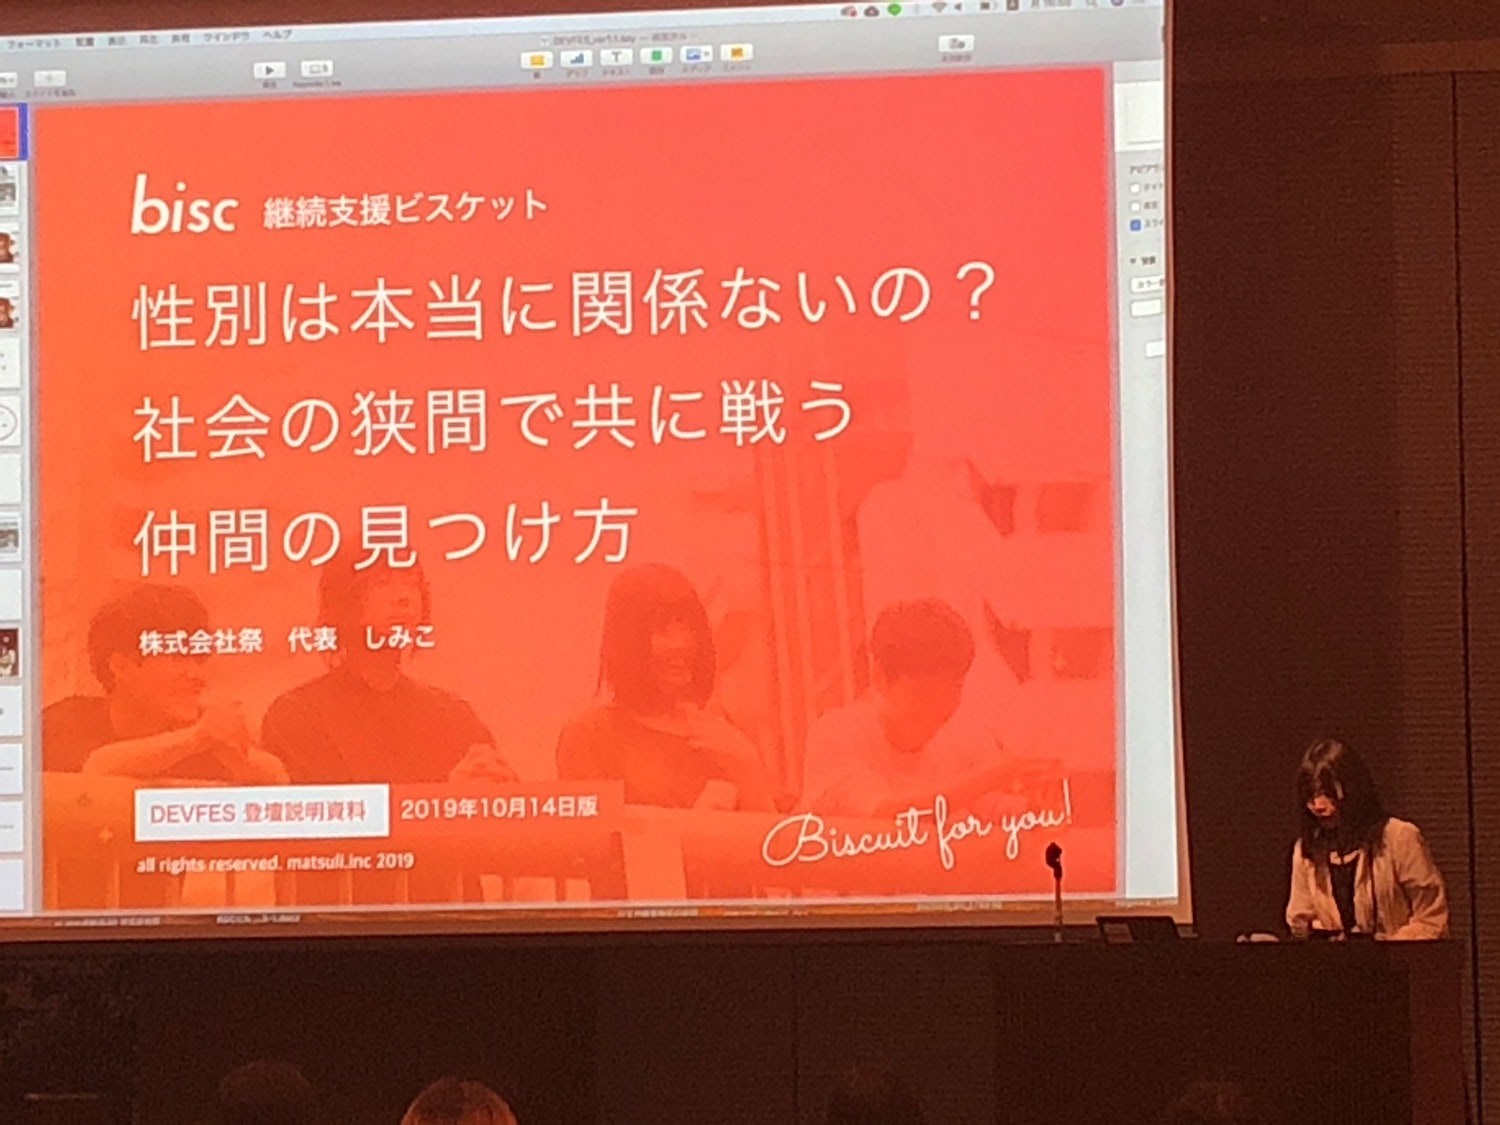 フォーマット 配置 表示 再生 共有 ウインドウ ヘルプ
bisc 継続支援ビスケット
性別は本当に関係ないの？
社会の狭間で共に戦う
仲間の見つけ方
株式会社祭 代表 しみこ
DEVFES 登壇説明資料 2019年10月14日版
all rights reserved. matsuli.inc 2019
Biscuit for you!